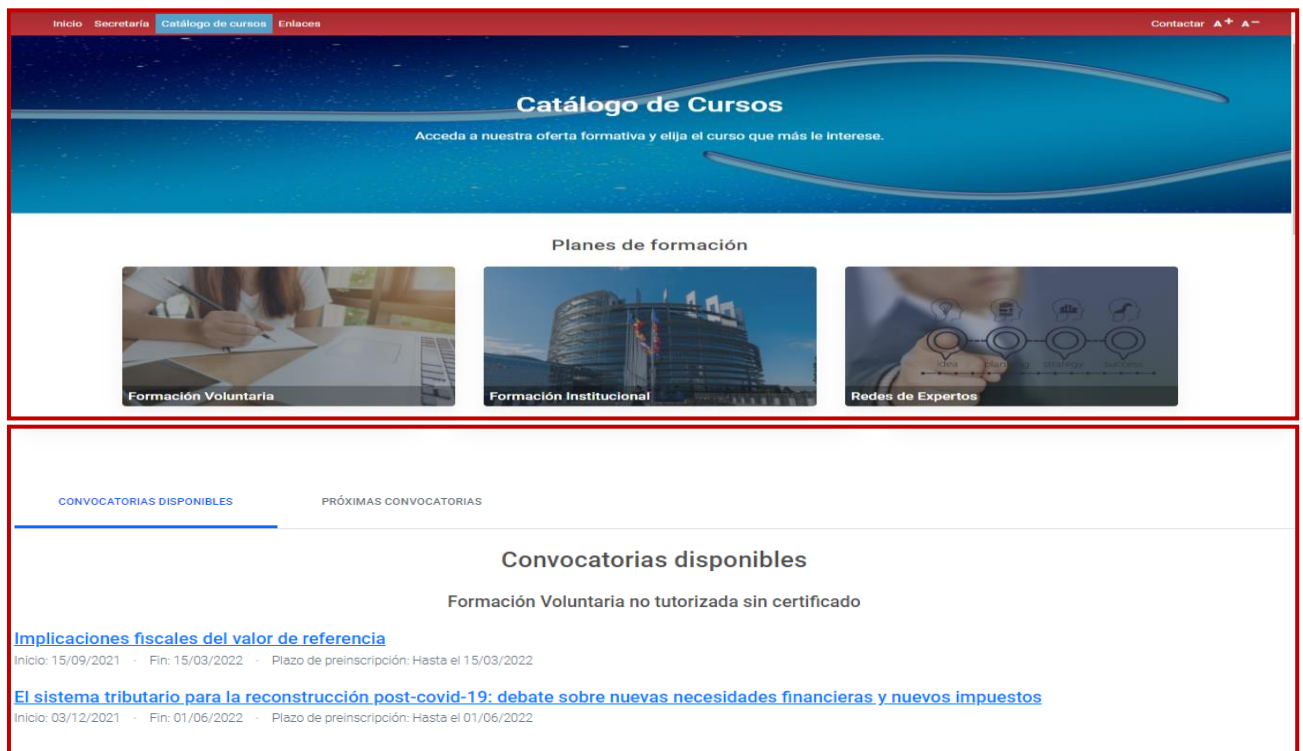 Inicio Secretaría Catálogo de cursos Enlaces Contactar A+ A-
Catálogo de Cursos
Acceda a nuestra oferta formativa y elija el curso que más le interese.
Planes de formación
idea planning strategy success
Formación Voluntaria
Formación Institucional
Redes de Expertos
CONVOCATORIAS DISPONIBLES
PRÓXIMAS CONVOCATORIAS
Convocatorias disponibles
Formación Voluntaria no tutorizada sin certificado
Implicaciones fiscales del valor de referencia
Inicio: 15/09/2021 · Fin: 15/03/2022 · Plazo de preinscripción: Hasta el 15/03/2022
El sistema tributario para la reconstrucción post-covid-19: debate sobre nuevas necesidades financieras y nuevos impuestos
Inicio: 03/12/2021 · Fin: 01/06/2022 · Plazo de preinscripción: Hasta el 01/06/2022